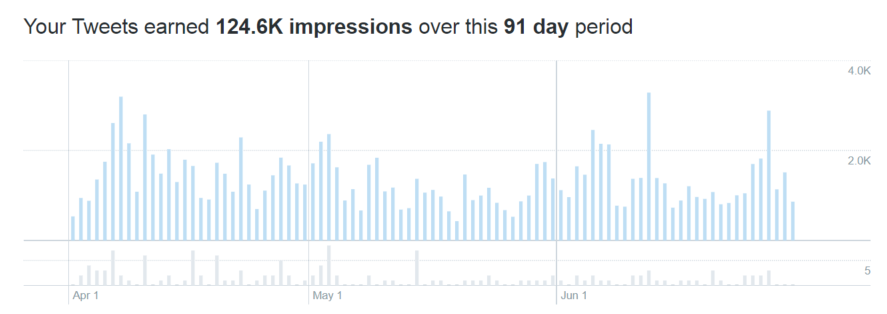 Your Tweets earned 124.6K impressions over this 91 day period
4.0K
2.0K
5
Apr 1
May 1
Jun 1